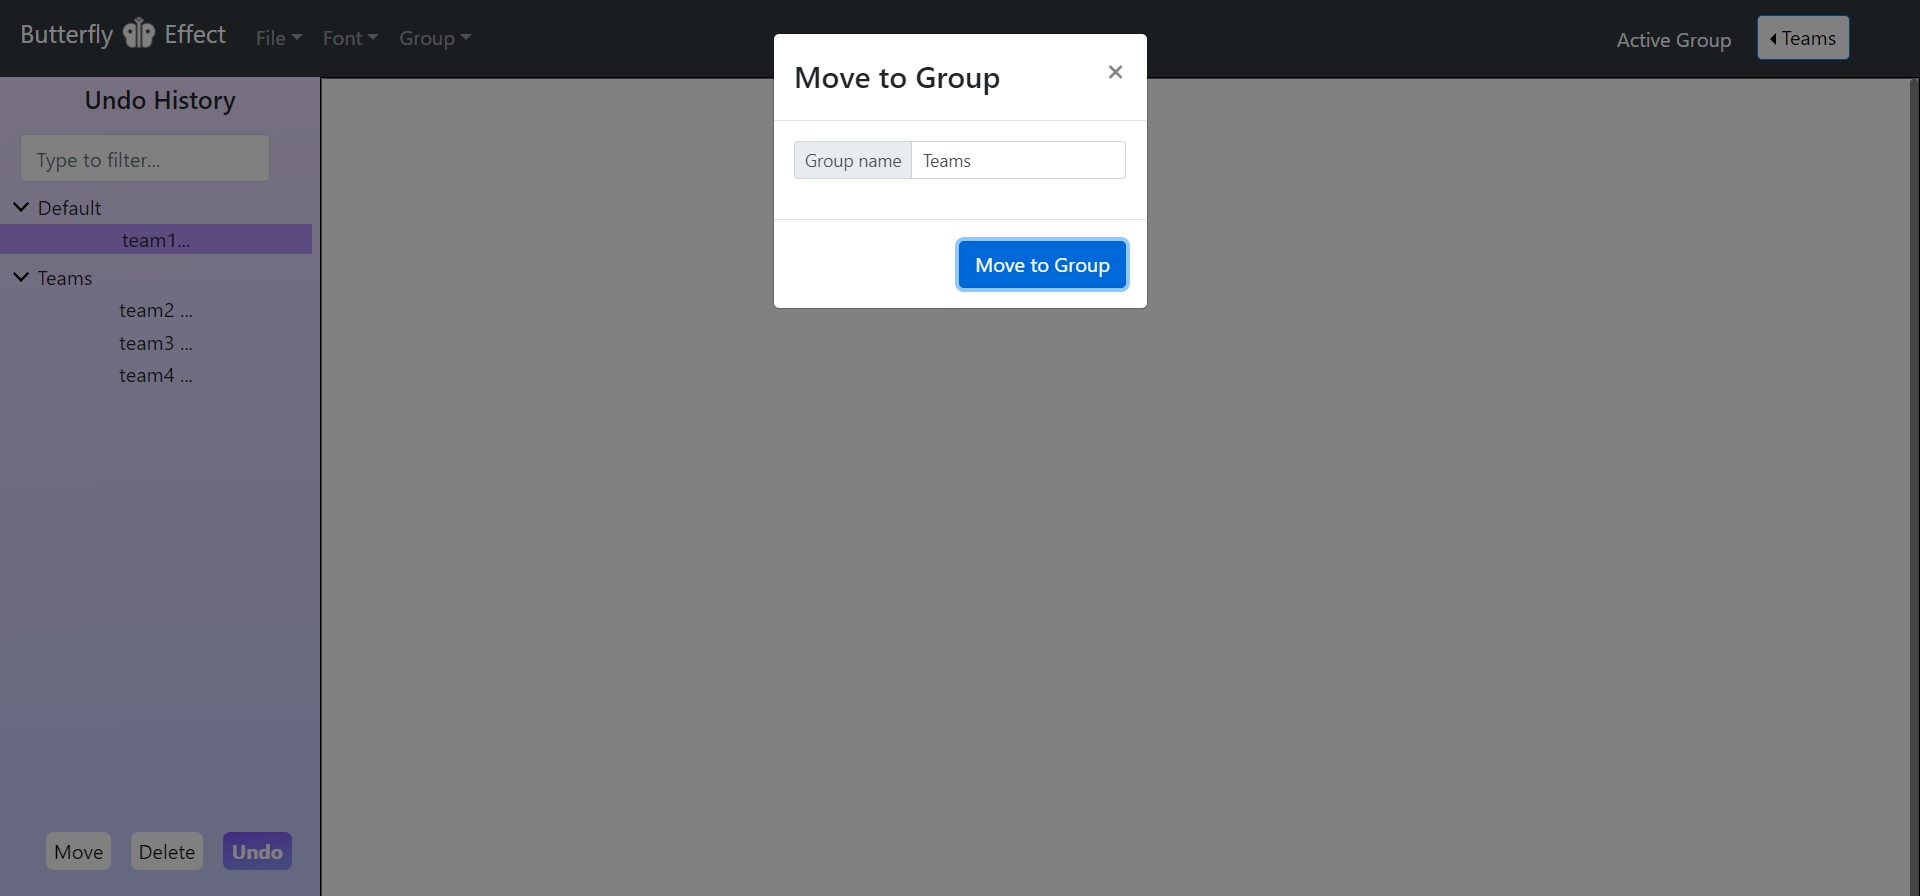 Butterfly Effect File Font Group Active Group Teams
Undo History
Type to filter...
Default
team1...
Teams
team2 ...
team3 ...
team4 ...
Move Delete Undo
Move to Group ×
Group name Teams
Move to Group